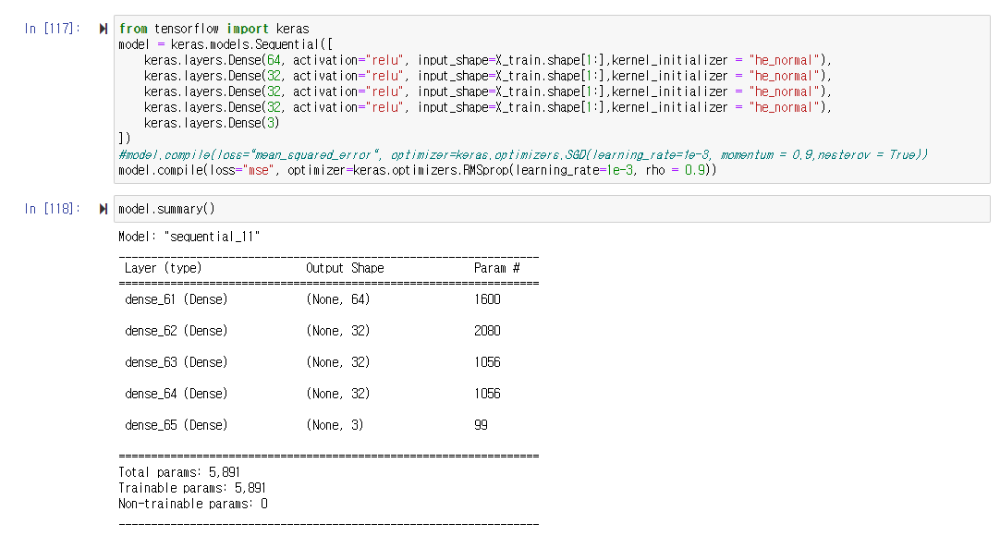 In [117]:
from tensorflow import keras
model = keras.models.Sequential([
    keras.layers.Dense(64, activation="relu", input_shape=X_train.shape[1:],kernel_initializer = "he_normal"),
    keras.layers.Dense(32, activation="relu", input_shape=X_train.shape[1:],kernel_initializer = "he_normal"),
    keras.layers.Dense(32, activation="relu", input_shape=X_train.shape[1:],kernel_initializer = "he_normal"),
    keras.layers.Dense(32, activation="relu", input_shape=X_train.shape[1:],kernel_initializer = "he_normal"),
    keras.layers.Dense(3)
])
#model.compile(loss="mean_squared_error", optimizer=keras.optimizers.SGD(learning_rate=1e-3, momentum = 0.9,nesterov = True))
model.compile(loss="mse", optimizer=keras.optimizers.RMSprop(learning_rate=1e-3, rho = 0.9))
In [118]:
model.summary()
Model: "sequential_11"
Layer (type) Output Shape Param #
dense_61 (Dense) (None, 64) 1600
dense_62 (Dense) (None, 32) 2080
dense_63 (Dense) (None, 32) 1056
dense_64 (Dense) (None, 32) 1056
dense_65 (Dense) (None, 3) 99
Total params: 5,891
Trainable params: 5,891
Non-trainable params: 0